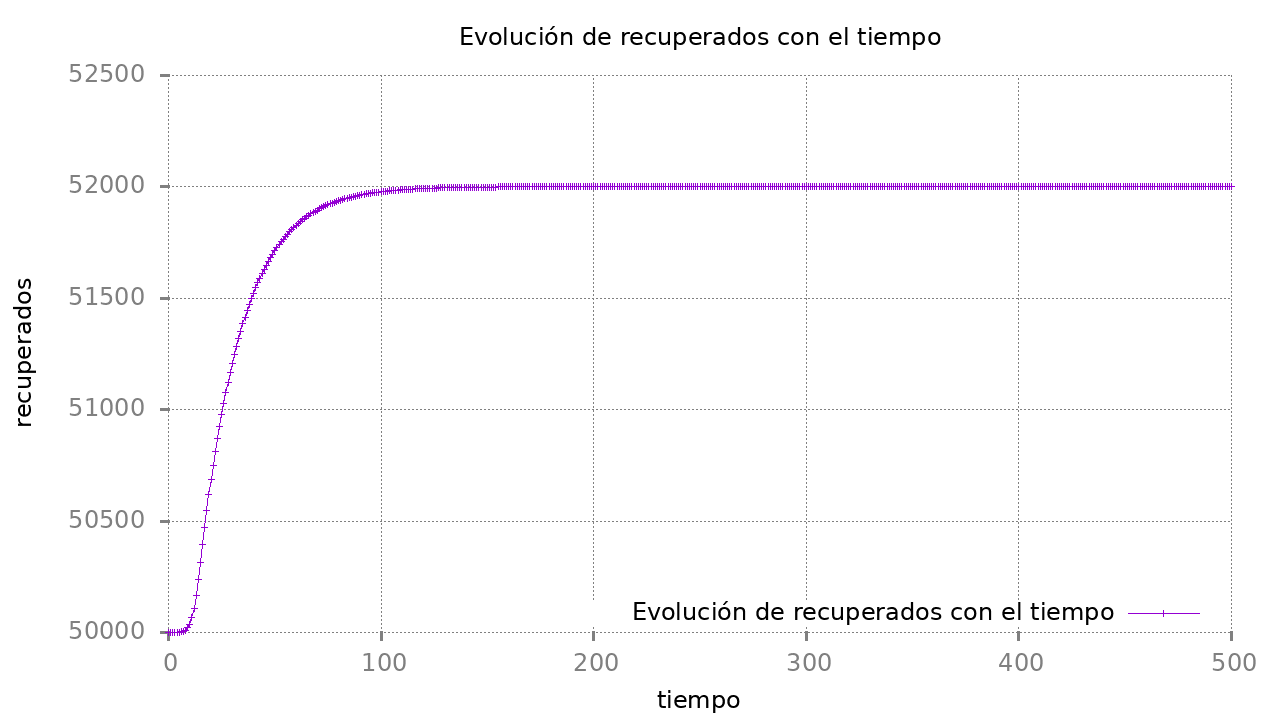 Evolución de recuperados con el tiempo
52500
52000
51500
51000
50500
50000
recuperados
Evolución de recuperados con el tiempo
0 100 200 300 400 500
tiempo